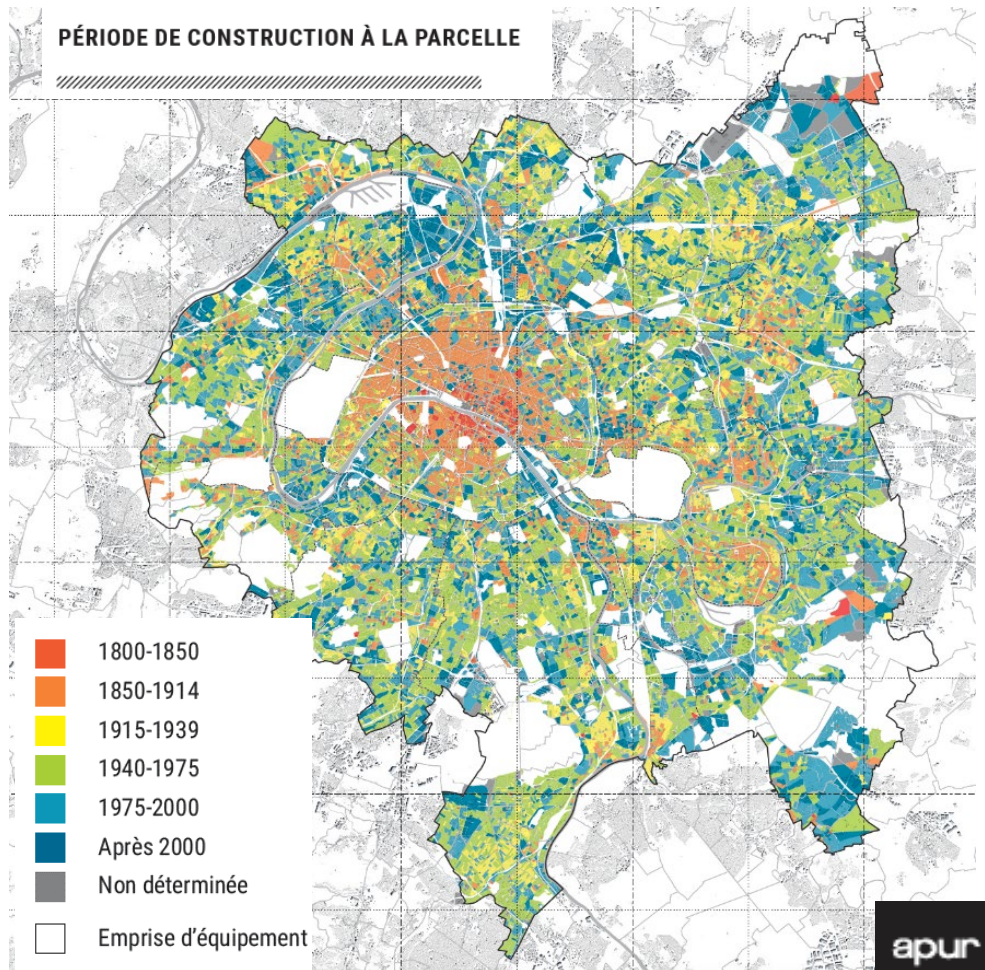 PÉRIODE DE CONSTRUCTION À LA PARCELLE
1800-1850
1850-1914
1915-1939
1940-1975
1975-2000
Après 2000
Non déterminée
Emprise d'équipement
apur